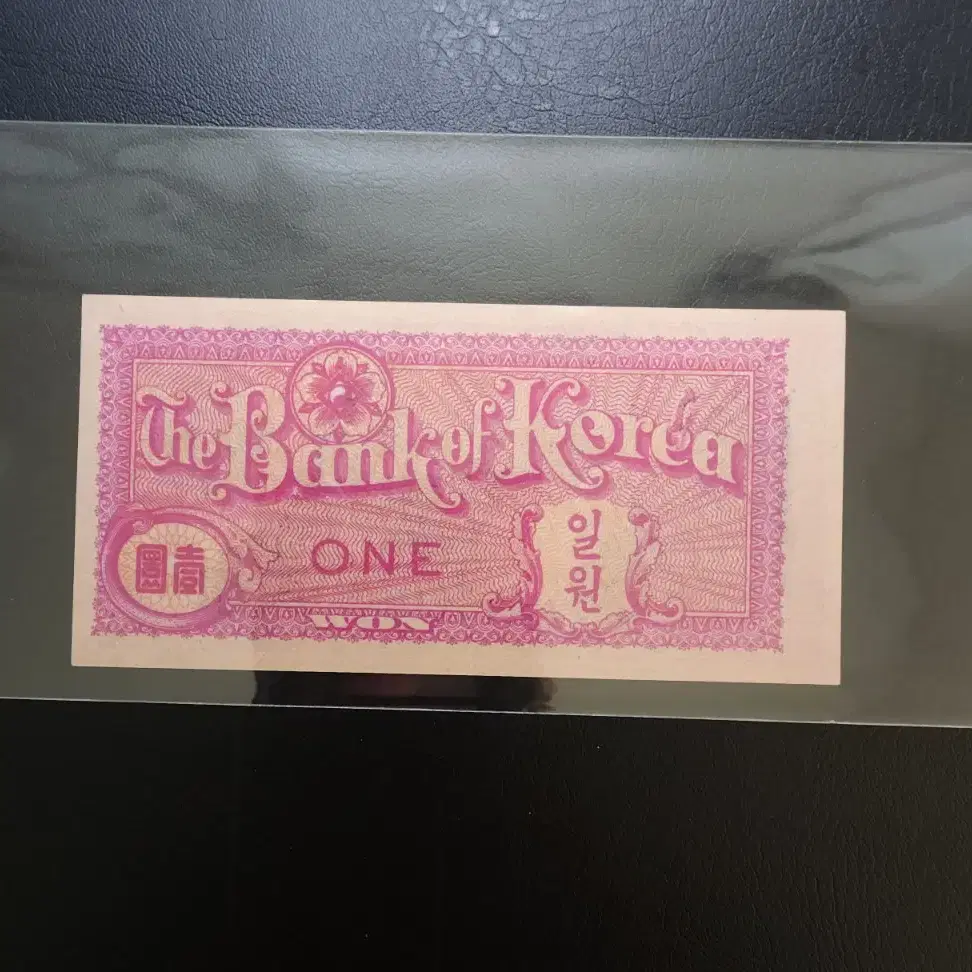 The Bank of Korea
圓壹
ONE
일
원
WON